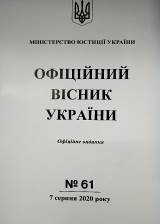 МІНІСТЕРСТВО ЮСТИЦІЇ УКРАЇНИ
ОФІЦІЙНИЙ
ВІСНИК
УКРАЇНИ
Офіційне видання
№ 61
7 серпня 2020 року